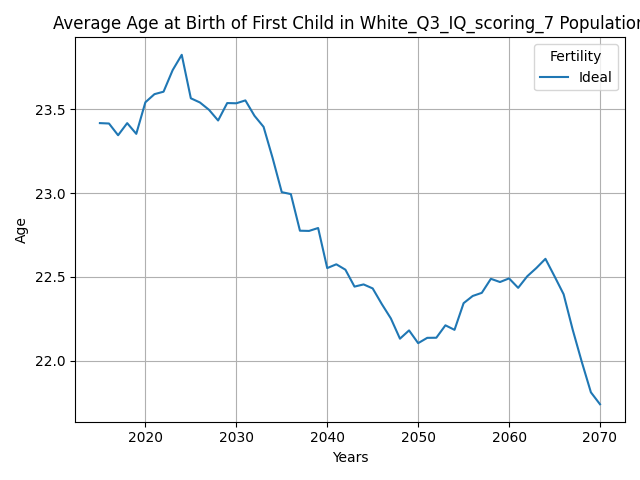 Average Age at Birth of First Child in White_Q3_IQ_scoring_7 Population
Fertility
Ideal
23.5
23.0
22.5
22.0
Age
2020 2030 2040 2050 2060 2070
Years